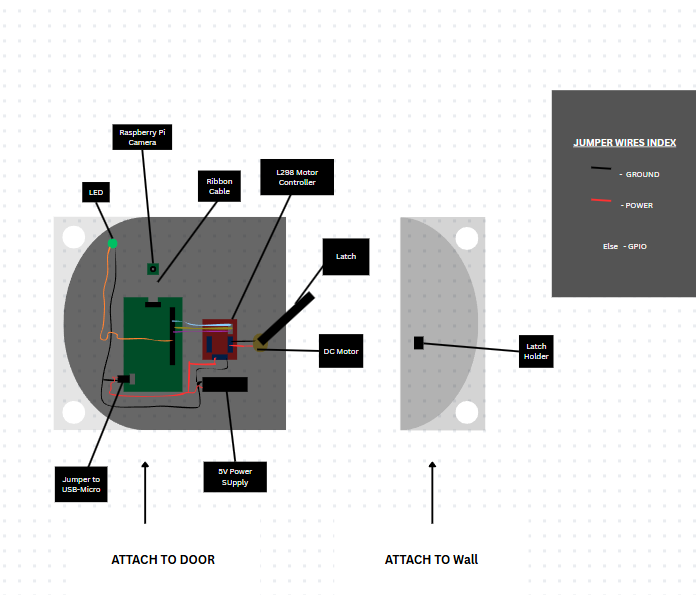 JUMPER WIRES INDEX
- GROUND
- POWER
Else - GPIO
Raspberry Pi
Camera
Ribbon
Cable
L298 Motor
Controller
LED
Latch
DC Motor
Latch
Holder
Jumper to
USB-Micro
5V Power
SUpply
ATTACH TO DOOR
ATTACH TO Wall